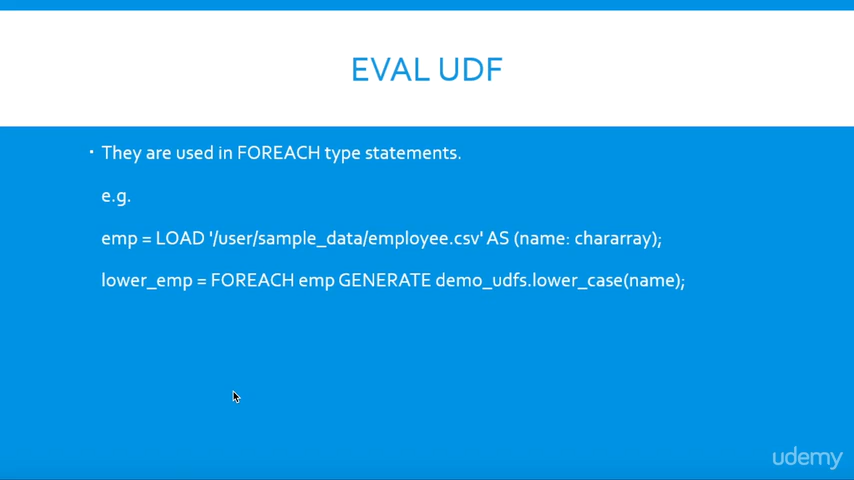 EVAL UDF
▪ They are used in FOREACH type statements.
e.g.
emp = LOAD '/user/sample_data/employee.csv' AS (name: chararray);
lower_emp = FOREACH emp GENERATE demo_udfs.lower_case(name);
udemy